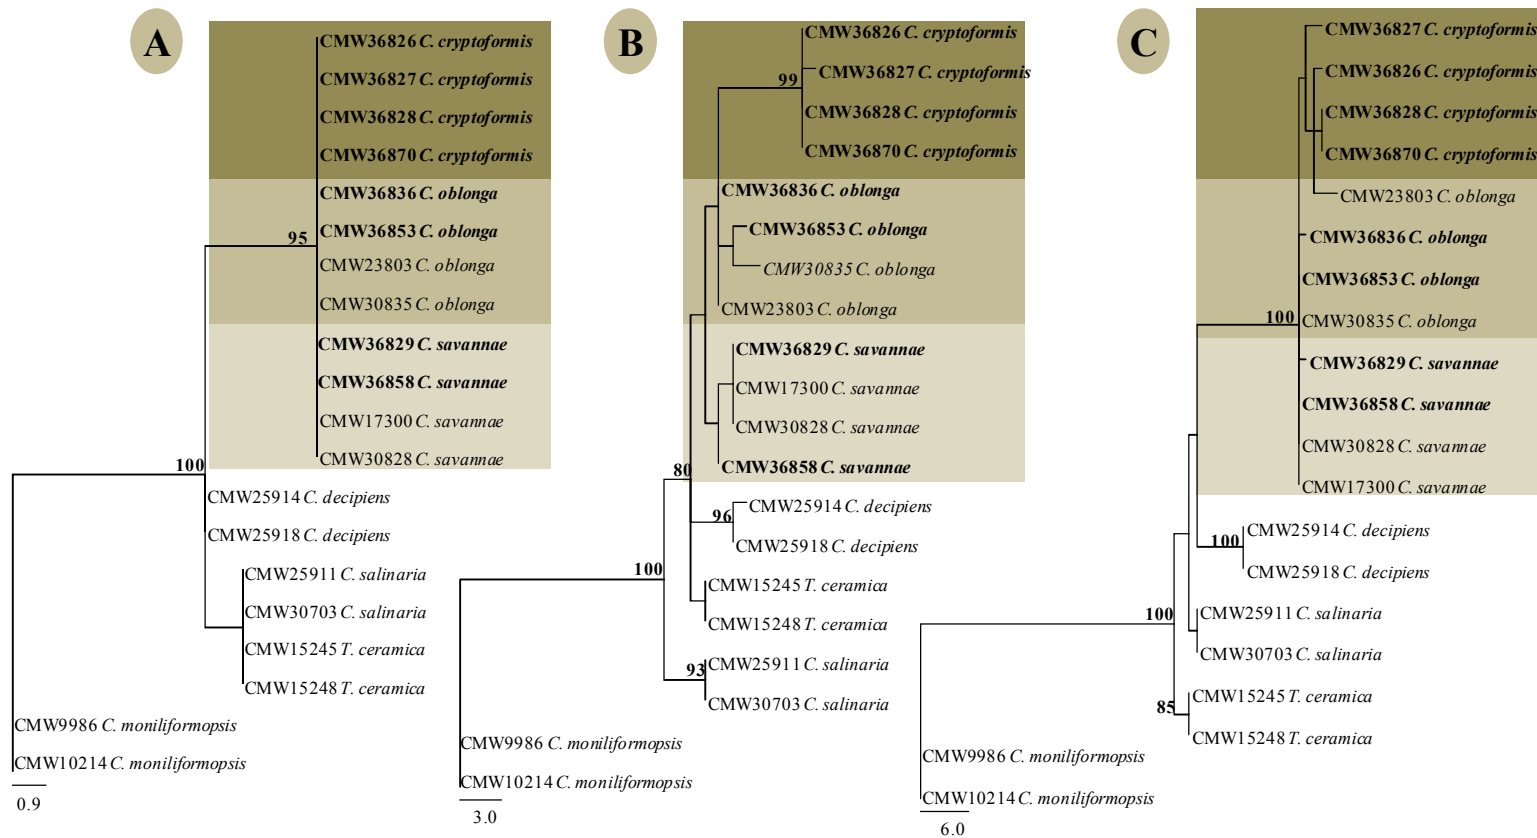 A
CMW36826 C. cryptoformis
CMW36827 C. cryptoformis
CMW36828 C. cryptoformis
CMW36870 C. cryptoformis
CMW36836 C. oblonga
CMW36853 C. oblonga
95
CMW23803 C. oblonga
CMW30835 C. oblonga
CMW36829 C. savannae
CMW36858 C. savannae
CMW17300 C. savannae
CMW30828 C. savannae
100
CMW25914 C. decipiens
CMW25918 C. decipiens
CMW25911 C. salinaria
CMW30703 C. salinaria
CMW15245 T. ceramica
CMW15248 T. ceramica
CMW9986 C. moniliformopsis
CMW10214 C. moniliformopsis
0.9
B
CMW36826 C. cryptoformis
CMW36827 C. cryptoformis
99
CMW36828 C. cryptoformis
CMW36870 C. cryptoformis
CMW36836 C. oblonga
CMW36853 C. oblonga
CMW30835 C. oblonga
CMW23803 C. oblonga
CMW36829 C. savannae
CMW17300 C. savannae
CMW30828 C. savannae
CMW36858 C. savannae
80
CMW25914 C. decipiens
96
CMW25918 C. decipiens
100
CMW15245 T. ceramica
CMW15248 T. ceramica
CMW25911 C. salinaria
93
CMW30703 C. salinaria
CMW9986 C. moniliformopsis
CMW10214 C. moniliformopsis
3.0
C
CMW36827 C. cryptoformis
CMW36826 C. cryptoformis
CMW36828 C. cryptoformis
CMW36870 C. cryptoformis
CMW23803 C. oblonga
CMW36836 C. oblonga
CMW36853 C. oblonga
100
CMW30835 C. oblonga
CMW36829 C. savannae
CMW36858 C. savannae
CMW30828 C. savannae
CMW17300 C. savannae
CMW25914 C. decipiens
100
CMW25918 C. decipiens
100
CMW25911 C. salinaria
CMW30703 C. salinaria
CMW15245 T. ceramica
85
CMW15248 T. ceramica
CMW9986 C. moniliformopsis
CMW10214 C. moniliformopsis
6.0